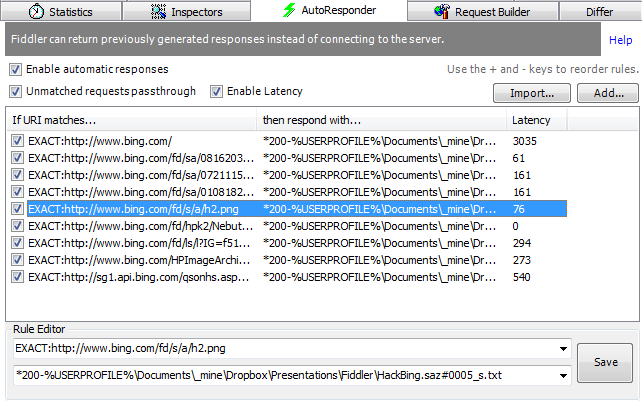 Statistics Inspectors AutoResponder Request Builder Differ
Fiddler can return previously generated responses instead of connecting to the server. Help
Enable automatic responses Use the + and - keys to reorder rules.
Unmatched requests passthrough Enable Latency Import... Add...
If URI matches... then respond with... Latency
EXACT:http://www.bing.com/ *200-%USERPROFILE%\Documents\_mine\Dr... 3035
EXACT:http://www.bing.com/fd/sa/0816203... *200-%USERPROFILE%\Documents\_mine\Dr... 61
EXACT:http://www.bing.com/fd/sa/0721115... *200-%USERPROFILE%\Documents\_mine\Dr... 161
EXACT:http://www.bing.com/fd/sa/0108182... *200-%USERPROFILE%\Documents\_mine\Dr... 161
EXACT:http://www.bing.com/fd/s/a/h2.png *200-%USERPROFILE%\Documents\_mine\Dr... 76
EXACT:http://www.bing.com/fd/hpk2/Nebut... *200-%USERPROFILE%\Documents\_mine\Dr... 0
EXACT:http://www.bing.com/fd/ls/l?IG=f51... *200-%USERPROFILE%\Documents\_mine\Dr... 294
EXACT:http://www.bing.com/HPImageArchi... *200-%USERPROFILE%\Documents\_mine\Dr... 273
EXACT:http://sg1.api.bing.com/qsonhs.asp... *200-%USERPROFILE%\Documents\_mine\Dr... 540
Rule Editor
EXACT:http://www.bing.com/fd/s/a/h2.png
Save
*200-%USERPROFILE%\Documents\_mine\Dropbox\Presentations\Fiddler\HackBing.saz#0005_s.txt